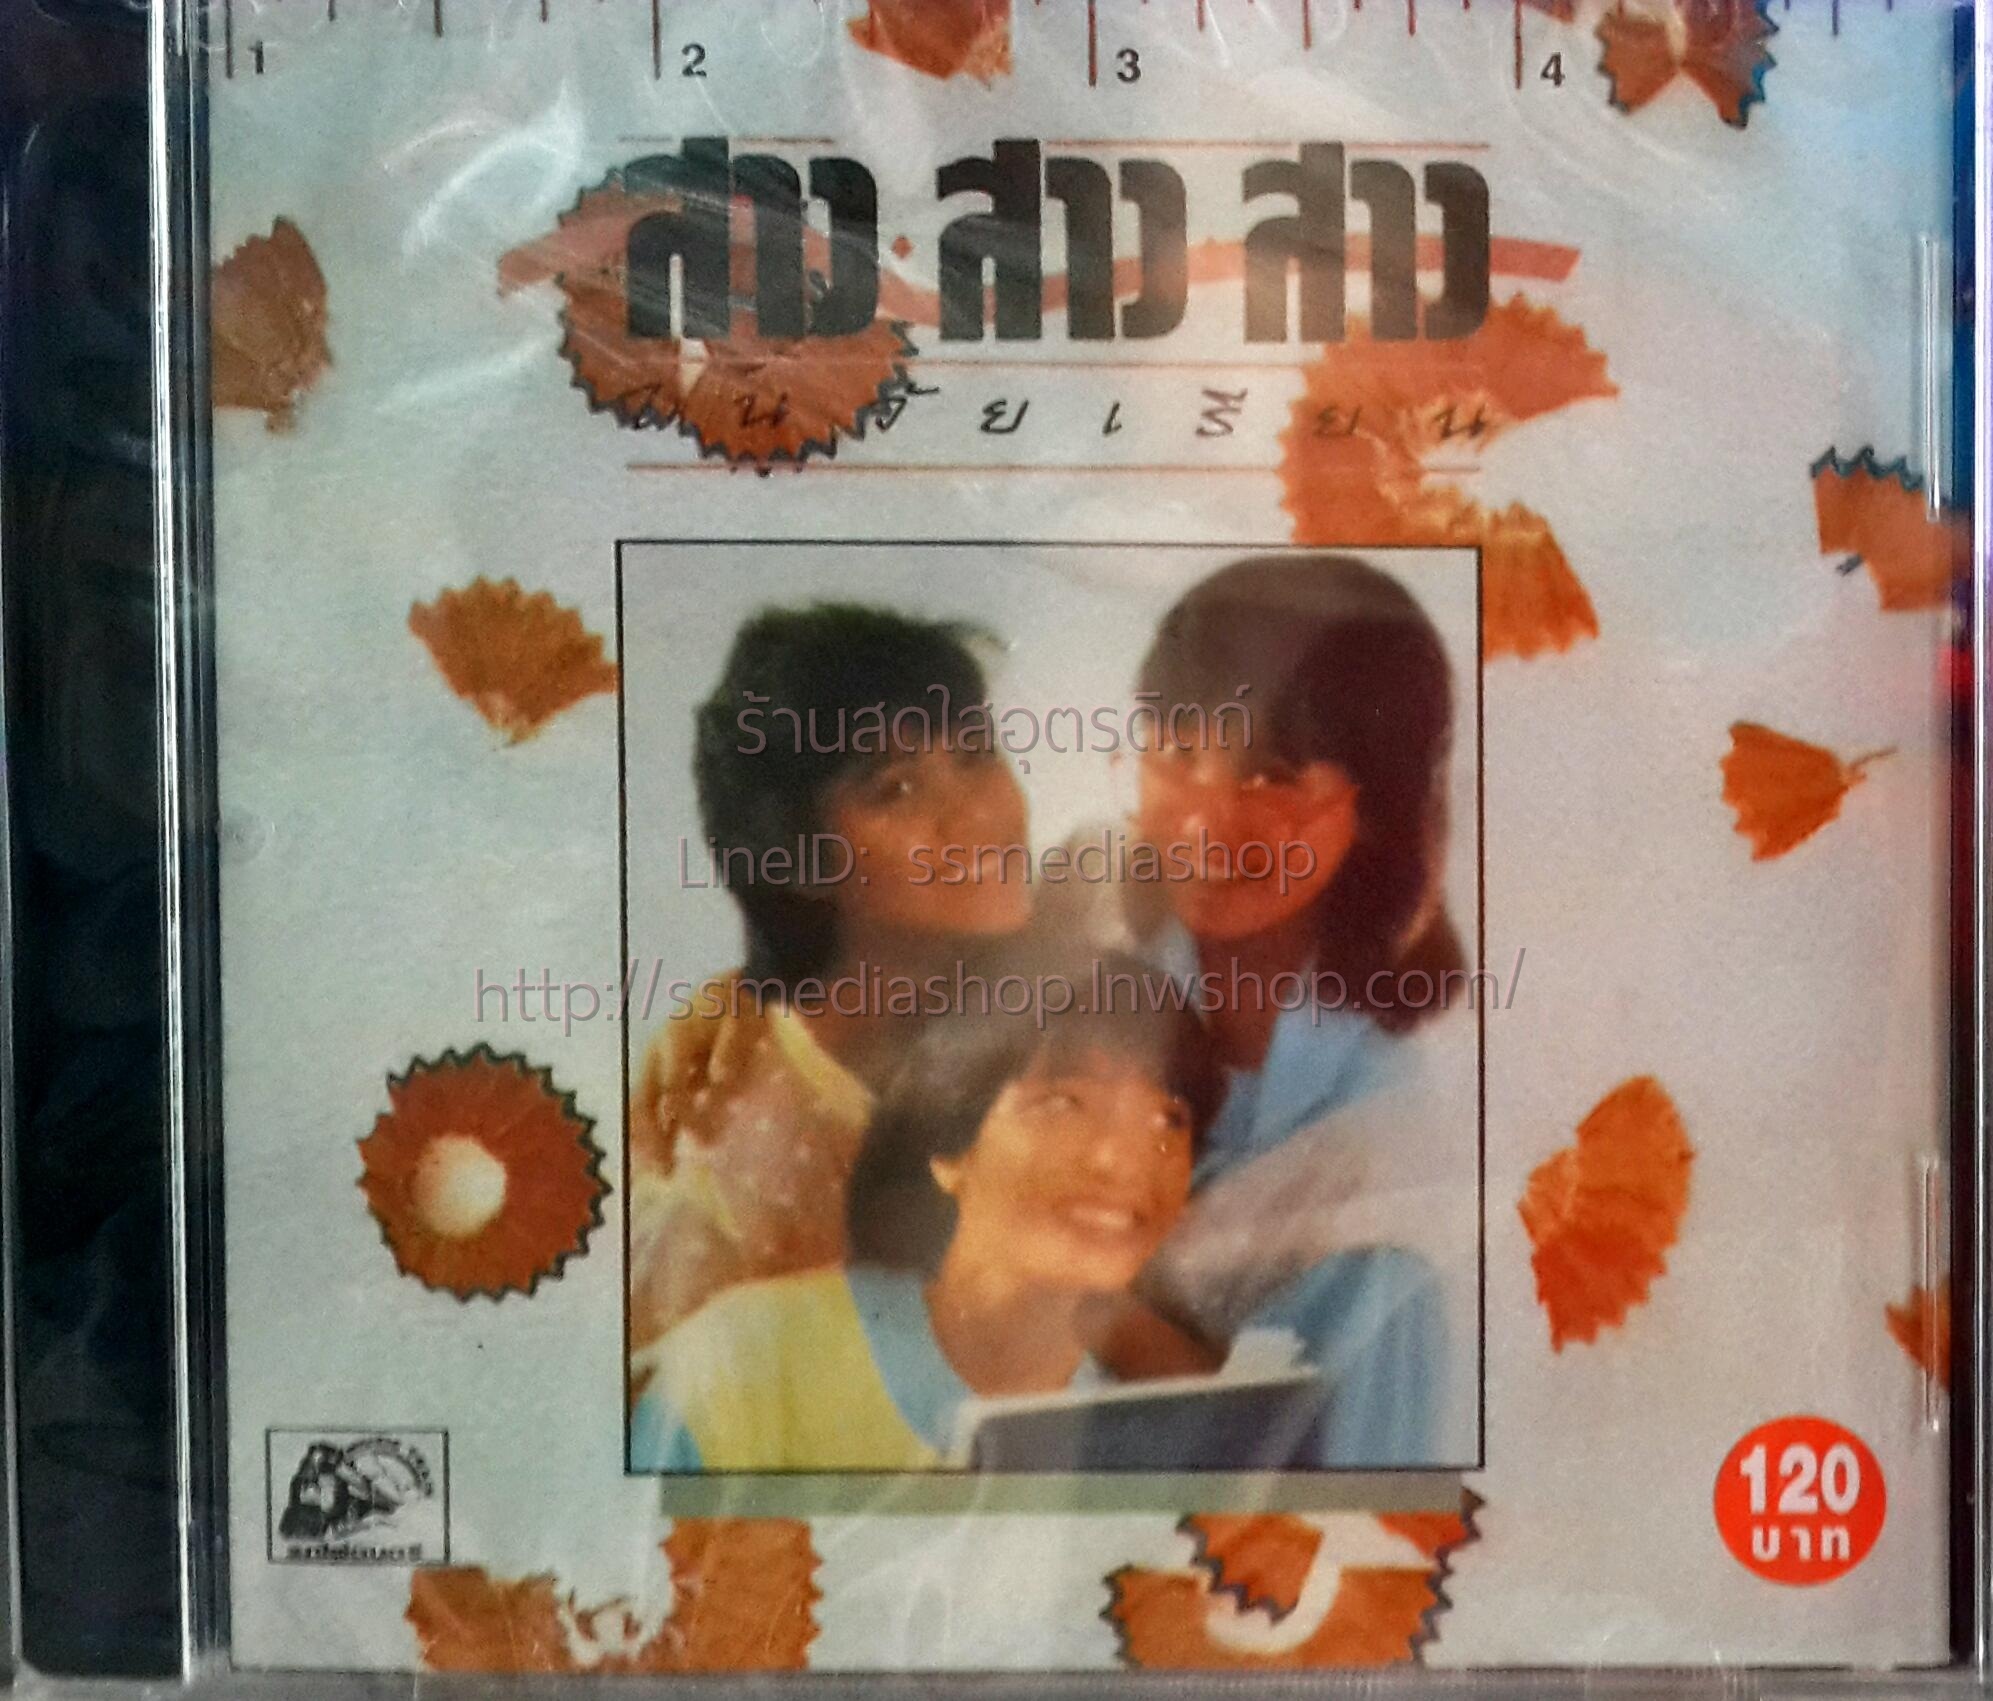 1 2 3 4
สาว สาว สาว
ร้านสดใสอุตรดิตถ์
LineID: ssmediashop
http://ssmediashop.lnwshop.com/
120
บาท